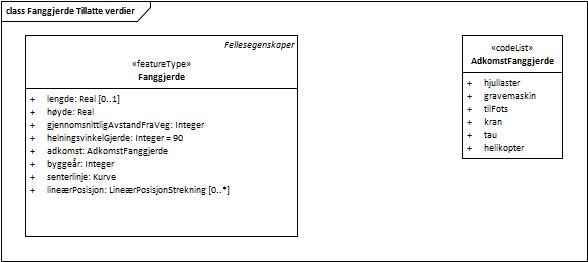 class Fanggjerde Tillatte verdier
Fellesegenskaper
«featureType»
Fanggjerde
+ lengde: Real [0..1]
+ høyde: Real
+ gjennomsnittligAvstandFraVeg: Integer
+ helningsvinkelGjerde: Integer = 90
+ adkomst: AdkomstFanggjerde
+ byggeår: Integer
+ senterlinje: Kurve
+ lineærPosisjon: LineærPosisjonStrekning [0..*]
«codeList»
AdkomstFanggjerde
+ hjullaster
+ gravemaskin
+ tilFots
+ kran
+ tau
+ helikopter